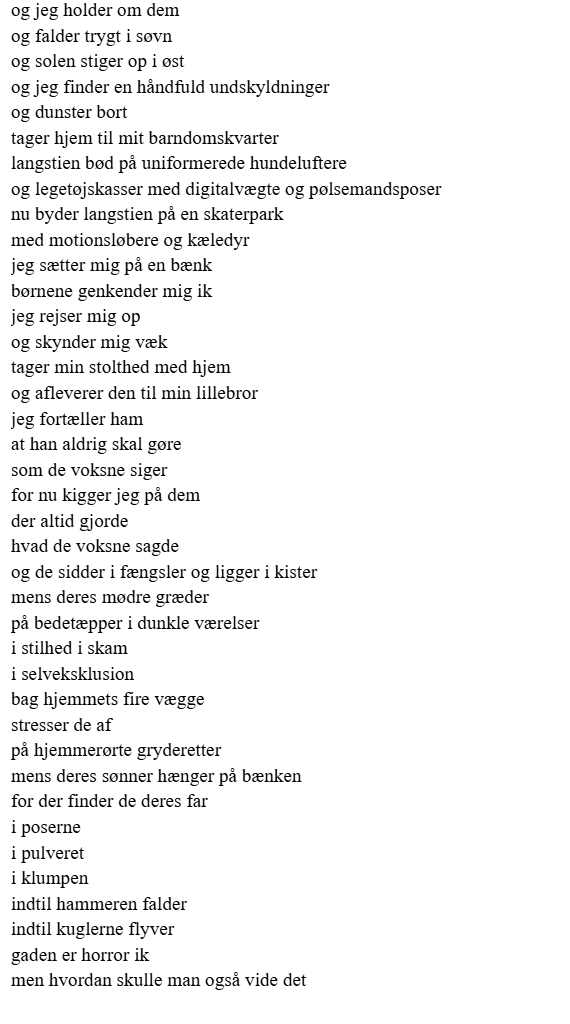 og jeg holder om dem
og falder trygt i søvn
og solen stiger op i øst
og jeg finder en håndfuld undskyldninger
og dunster bort
tager hjem til mit barndomskvarter
langstien bød på uniformerede hundeluftere
og legetøjskasser med digitalvægte og pølsemandsposer
nu byder langstien på en skaterpark
med motionsløbere og kæledyr
jeg sætter mig på en bænk
børnene genkender mig ik
jeg rejser mig op
og skynder mig væk
tager min stolthed med hjem
og afleverer den til min lillebror
jeg fortæller ham
at han aldrig skal gøre
som de voksne siger
for nu kigger jeg på dem
der altid gjorde
hvad de voksne sagde
og de sidder i fængsler og ligger i kister
mens deres mødre græder
på bedetæpper i dunkle værelser
i stilhed i skam
i selveksklusion
bag hjemmets fire vægge
stresser de af
på hjemmerørte gryderetter
mens deres sønner hænger på bænken
for der finder de deres far
i poserne
i pulveret
i klumpen
indtil hammeren falder
indtil kuglerne flyver
gaden er horror ik
men hvordan skulle man også vide det